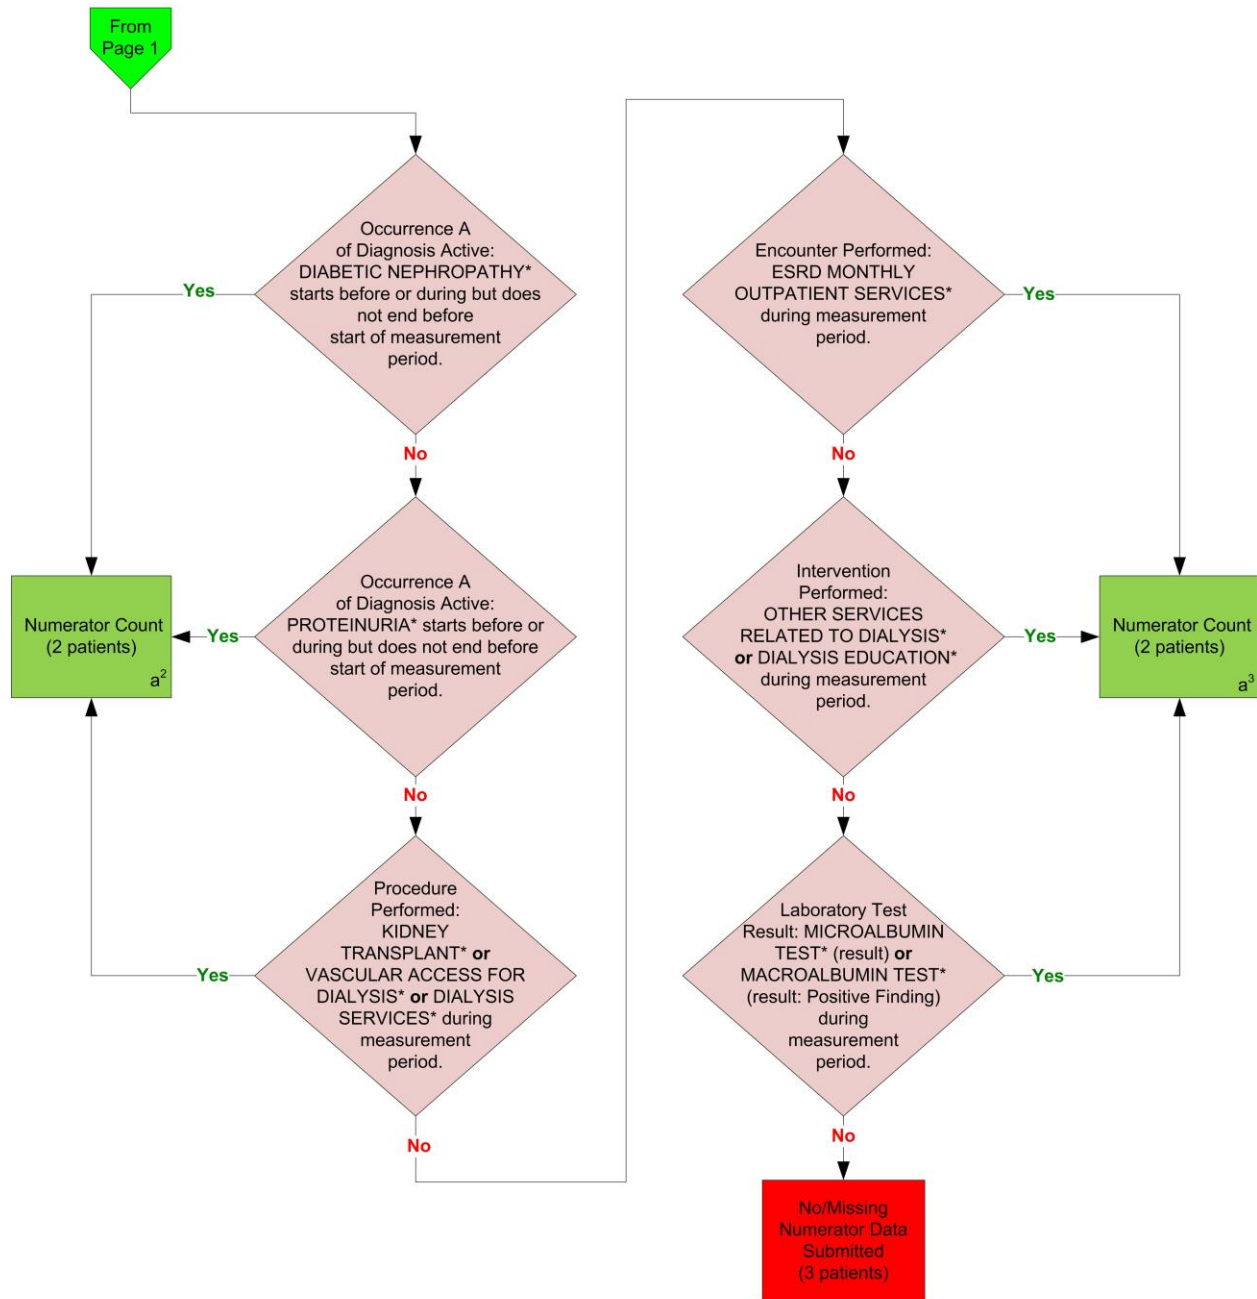 From
Page 1
Occurrence A
of Diagnosis Active:
DIABETIC NEPHROPATHY*
starts before or during but does
not end before
start of measurement
period.
Yes
No
Occurrence A
of Diagnosis Active:
PROTEINURIA* starts before or
during but does not end before
start of measurement
period.
Yes
Numerator Count
(2 patients)
a²
No
Procedure
Performed:
KIDNEY
TRANSPLANT* or
VASCULAR ACCESS FOR
DIALYSIS* or DIALYSIS
SERVICES* during
measurement
period.
Yes
No
Encounter Performed:
ESRD MONTHLY
OUTPATIENT SERVICES*
during measurement
period.
Yes
No
Intervention
Performed:
OTHER SERVICES
RELATED TO DIALYSIS*
or DIALYSIS EDUCATION*
during measurement
period.
Yes
Numerator Count
(2 patients)
a³
No
Laboratory Test
Result: MICROALBUMIN
TEST* (result) or
MACROALBUMIN TEST*
(result: Positive Finding)
during
measurement
period.
Yes
No
No/Missing
Numerator Data
Submitted
(3 patients)